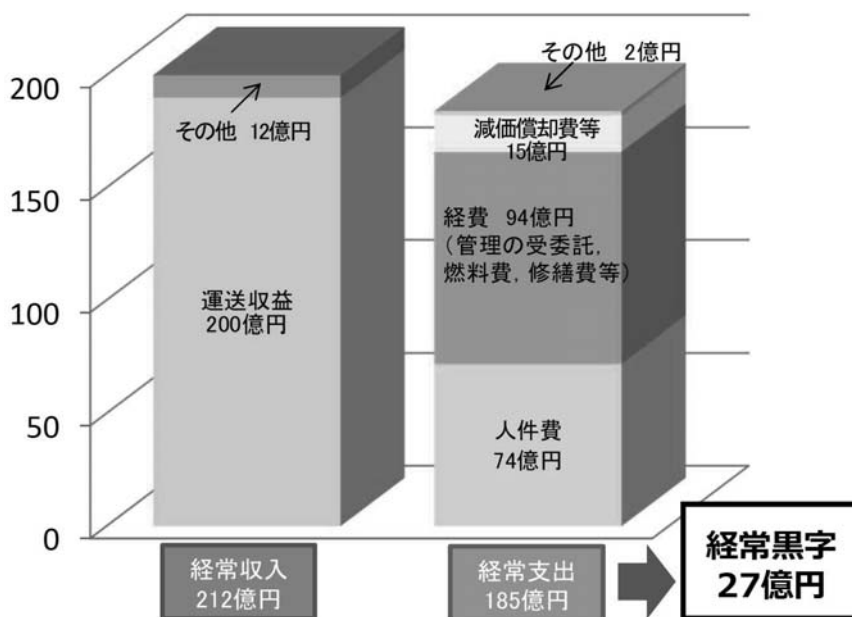 200
150
100
50
0
その他 12億円
運送収益
200億円
その他 2億円
減価償却費等
15億円
経費 94億円
(管理の受委託,
燃料費,修繕費等)
人件費
74億円
経常収入
212億円
経常支出
185億円
経常黒字
27億円